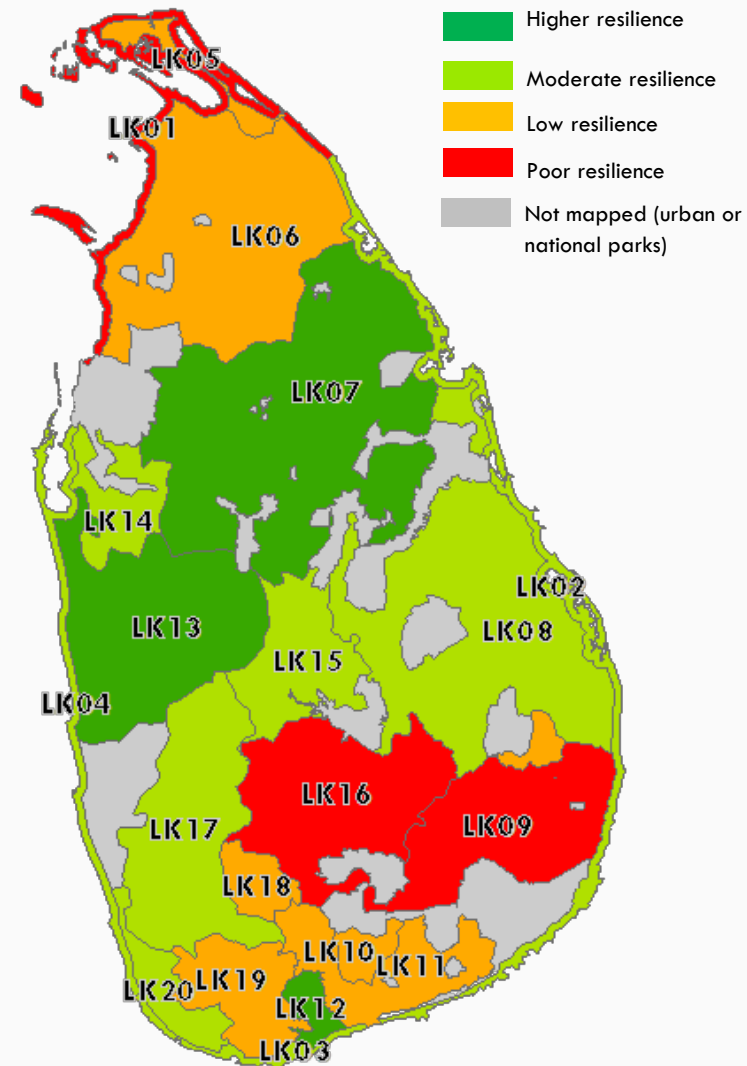 Higher resilience
Moderate resilience
Low resilience
Poor resilience
Not mapped (urban or
national parks)
LK05
LK01
LK06
LK07
LK14
LK02
LK13
LK08
LK15
LK04
LK16
LK09
LK17
LK18
LK10
LK11
LK19
LK20
LK12
LK03